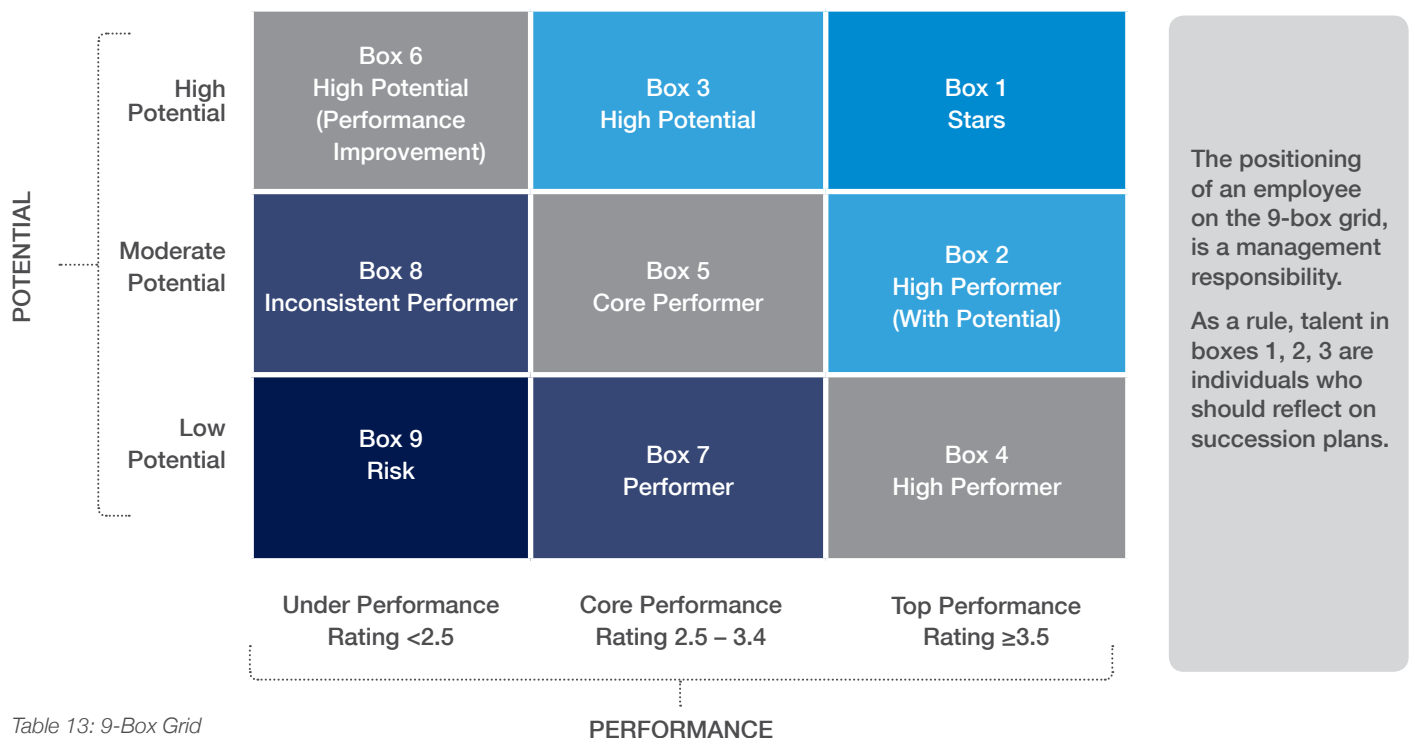 POTENTIAL
High
Potential
Box 6
High Potential
(Performance
Improvement)
Box 3
High Potential
Box 1
Stars
Moderate
Potential
Box 8
Inconsistent Performer
Box 5
Core Performer
Box 2
High Performer
(With Potential)
Low
Potential
Box 9
Risk
Box 7
Performer
Box 4
High Performer
Under Performance
Rating <2.5
Core Performance
Rating 2.5 – 3.4
Top Performance
Rating ≥3.5
PERFORMANCE
The positioning
of an employee
on the 9-box grid,
is a management
responsibility.
As a rule, talent in
boxes 1, 2, 3 are
individuals who
should reflect on
succession plans.
Table 13: 9-Box Grid